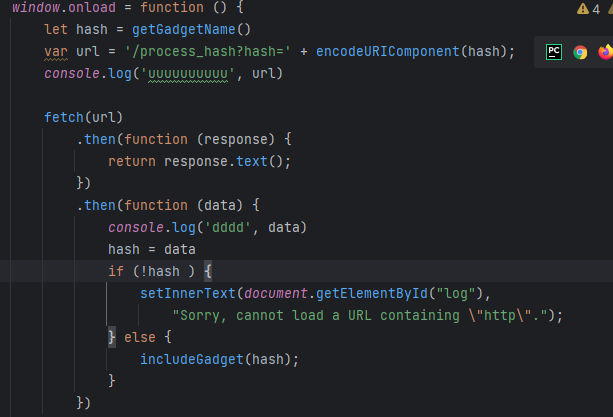 window.onload = function () {
4
    let hash = getGadgetName()
    var url = '/process_hash?hash=' + encodeURIComponent(hash);
PC
    console.log('uuuuuuuuuu', url)
    fetch(url)
        .then(function (response) {
            return response.text();
        })
        .then(function (data) {
            console.log('dddd', data)
            hash = data
            if (!hash ) {
                setInnerText(document.getElementById("log"),
                    "Sorry, cannot load a URL containing \"http\".");
            } else {
                includeGadget(hash);
            }
        })